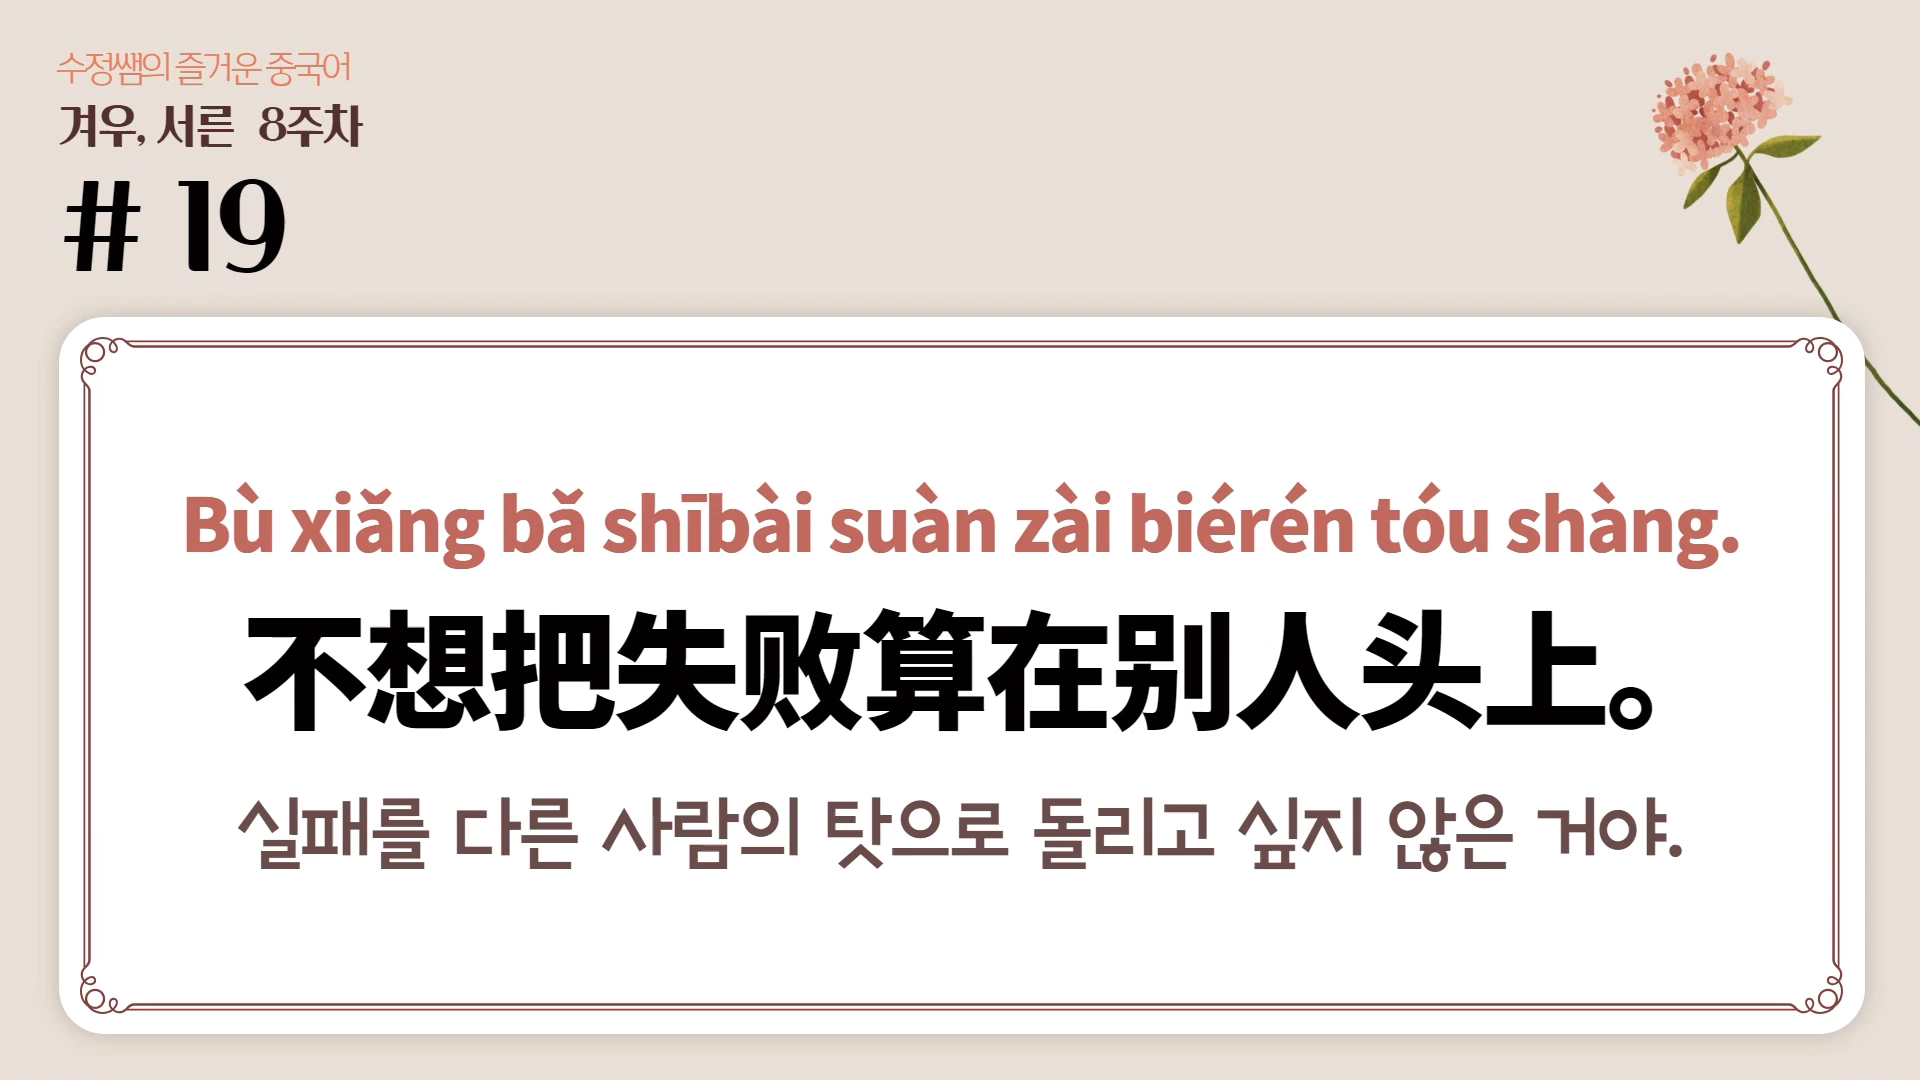 수정쌤의 즐거운 중국어
겨우, 서른 8주차
# 19
Bù xiǎng bǎ shībài suàn zài biérén tóu shàng.
不想把失败算在别人头上。
실패를 다른 사람의 탓으로 돌리고 싶지 않은 거야.